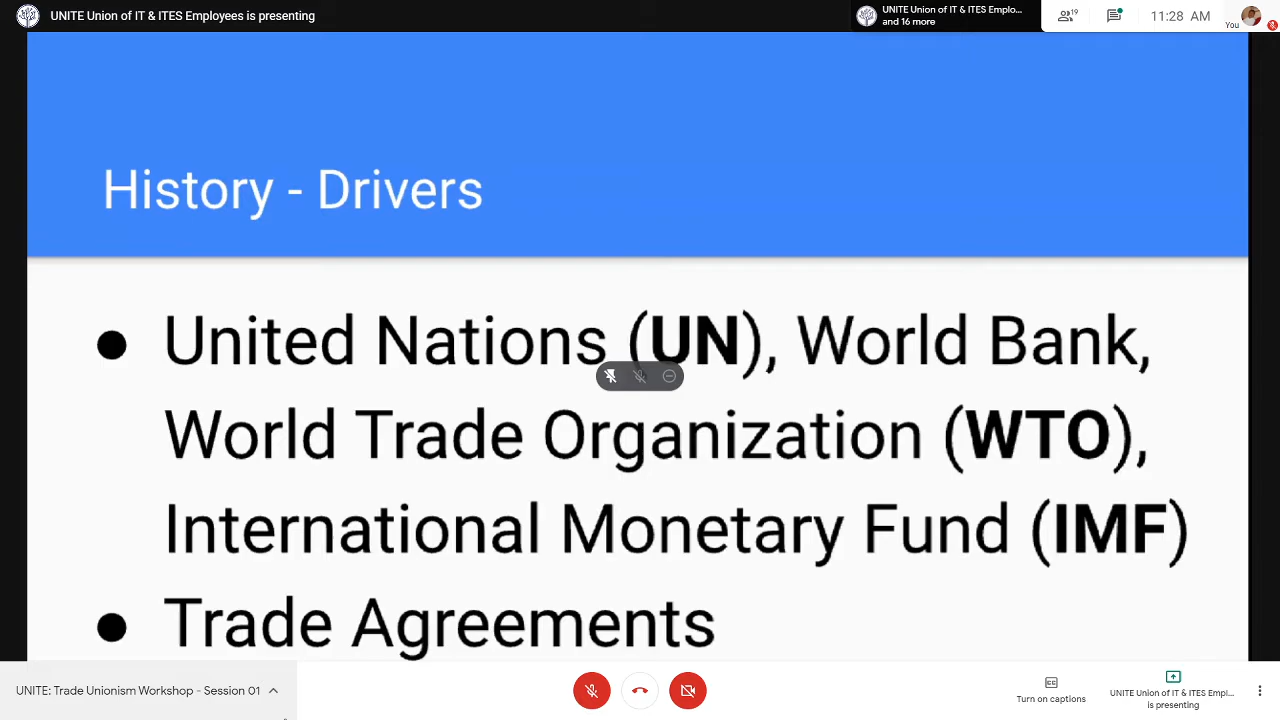 UNITE Union of IT & ITES Employees is presenting
UNITE Union of IT & ITES Emplo...
and 16 more
19
11:28 AM
You
History - Drivers
● United Nations (UN), World Bank,
World Trade Organization (WTO),
International Monetary Fund (IMF)
● Trade Agreements
UNITE: Trade Unionism Workshop - Session 01
CC
Turn on captions
UNITE Union of IT & ITES Empl...
is presenting